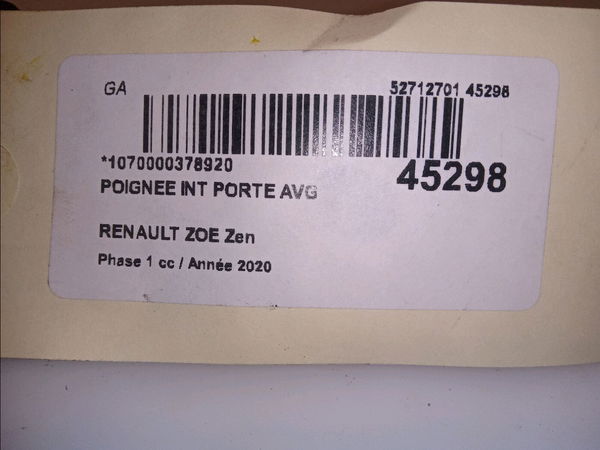 GA 52712701 45298
*1070000378920 45298
POIGNEE INT PORTE AVG
RENAULT ZOE Zen
Phase 1 cc / Année 2020